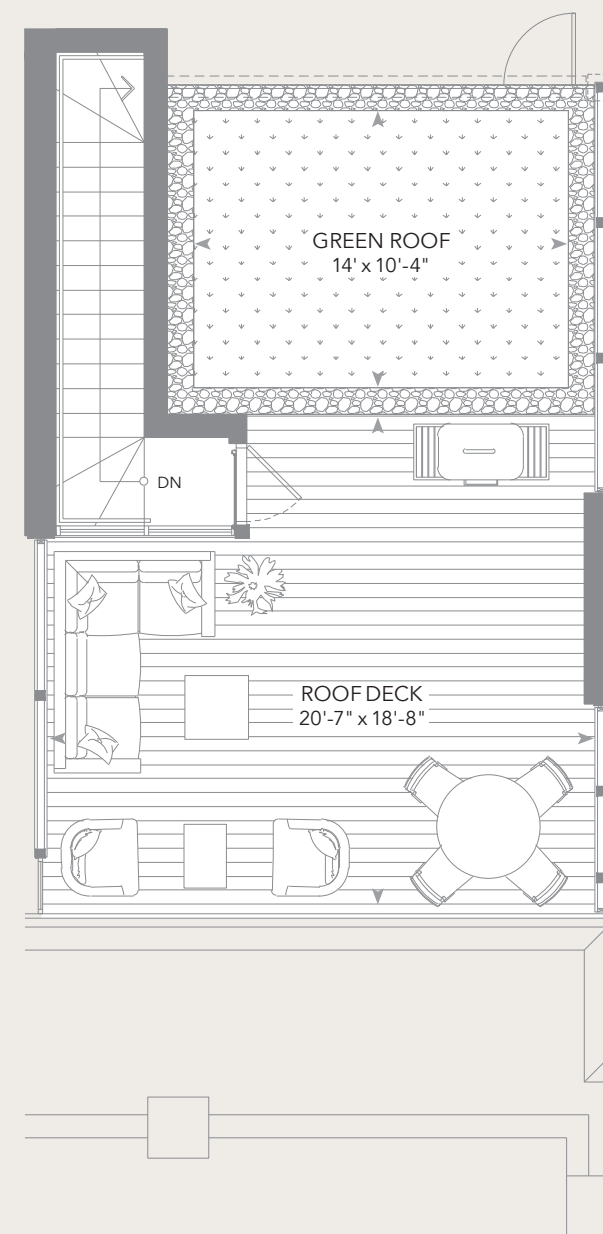 GREEN ROOF
14' x 10'-4"
DN
ROOF DECK
20'-7" x 18'-8"